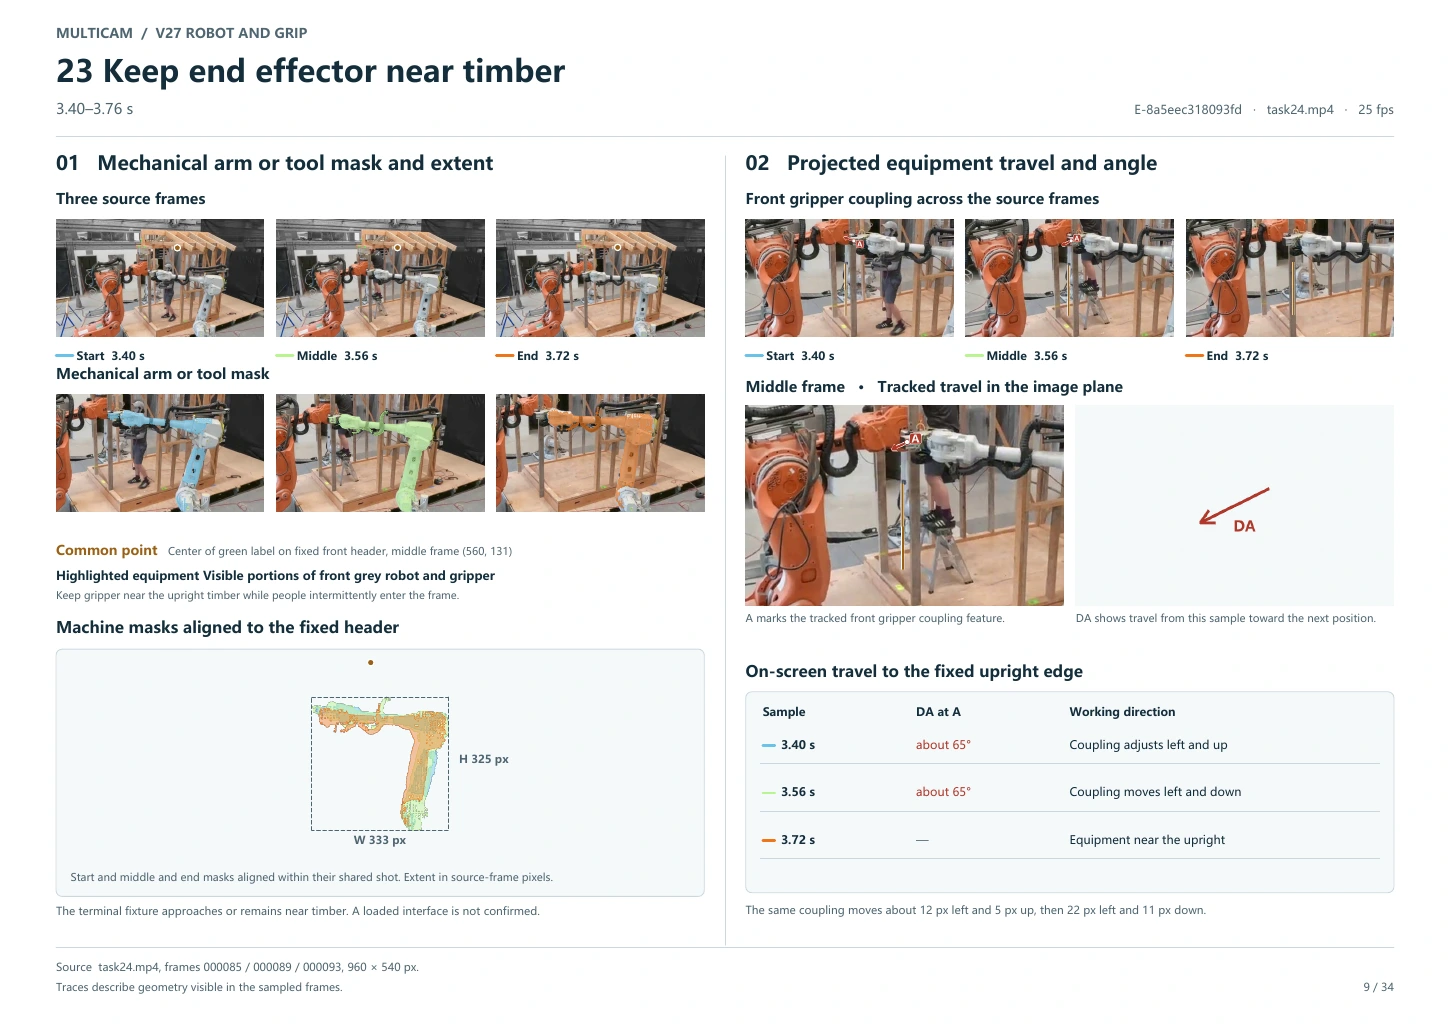 MULTICAM / V27 ROBOT AND GRIP
23 Keep end effector near timber
3.40–3.76 s
E-8a5eec318093fd · task24.mp4 · 25 fps
01 Mechanical arm or tool mask and extent
Three source frames
Start 3.40 s
Middle 3.56 s
End 3.72 s
Mechanical arm or tool mask
Common point Center of green label on fixed front header, middle frame (560, 131)
Highlighted equipment Visible portions of front grey robot and gripper
Keep gripper near the upright timber while people intermittently enter the frame.
Machine masks aligned to the fixed header
H 325 px
W 333 px
Start and middle and end masks aligned within their shared shot. Extent in source-frame pixels.
The terminal fixture approaches or remains near timber. A loaded interface is not confirmed.
02 Projected equipment travel and angle
Front gripper coupling across the source frames
A
A
Start 3.40 s
Middle 3.56 s
End 3.72 s
Middle frame • Tracked travel in the image plane
A
DA
A marks the tracked front gripper coupling feature.
DA shows travel from this sample toward the next position.
On-screen travel to the fixed upright edge
Sample DA at A Working direction
3.40 s about 65° Coupling adjusts left and up
3.56 s about 65° Coupling moves left and down
3.72 s — Equipment near the upright
The same coupling moves about 12 px left and 5 px up, then 22 px left and 11 px down.
Source task24.mp4, frames 000085 / 000089 / 000093, 960 × 540 px.
Traces describe geometry visible in the sampled frames.
9 / 34